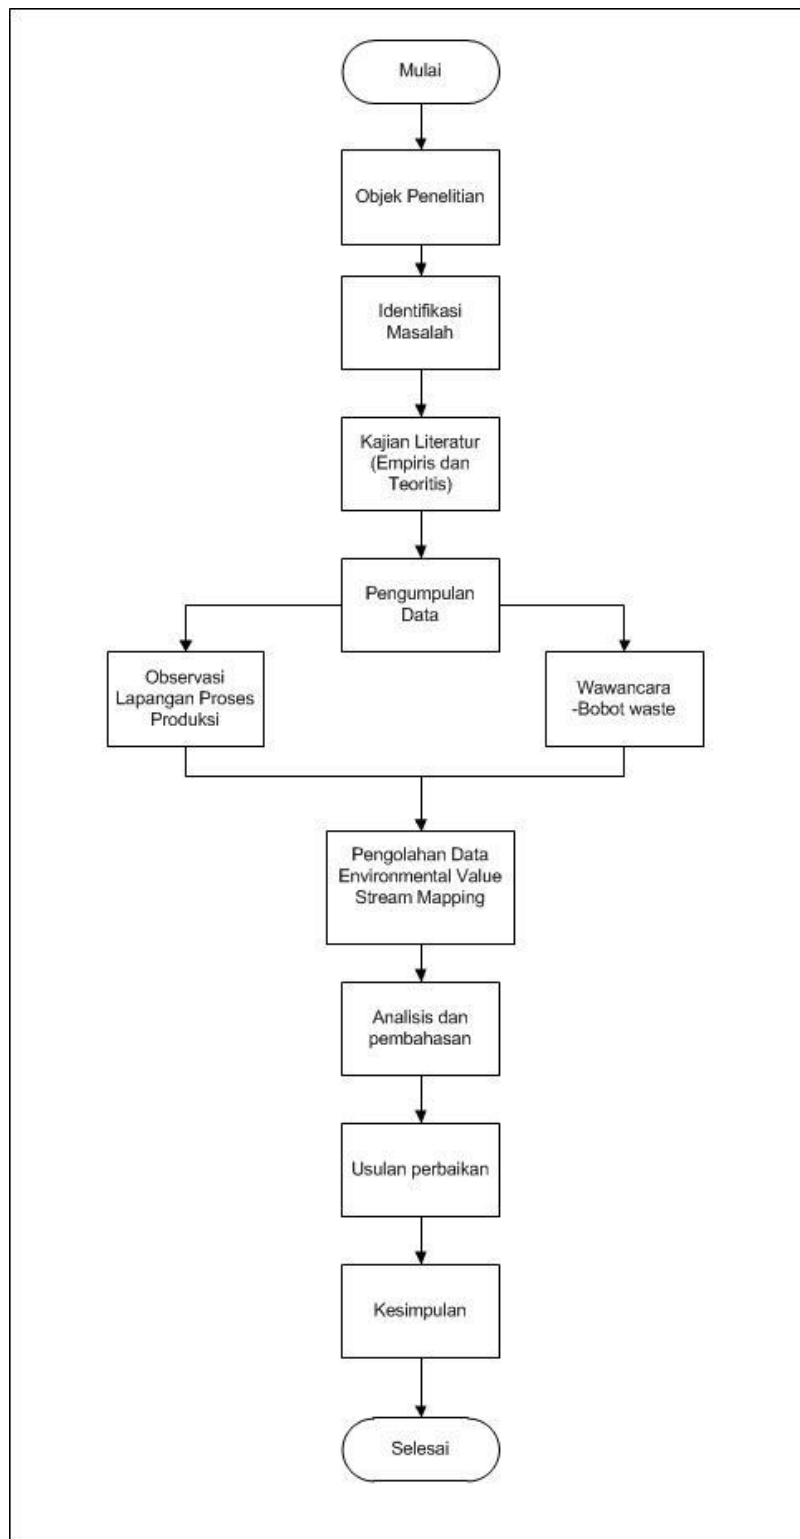 Mulai
Objek Penelitian
Identifikasi
Masalah
Kajian Literatur
(Empiris dan
Teoritis)
Pengumpulan
Data
Observasi
Lapangan Proses
Produksi
Wawancara
-Bobot waste
Pengolahan Data
Environmental Value
Stream Mapping
Analisis dan
pembahasan
Usulan perbaikan
Kesimpulan
Selesai